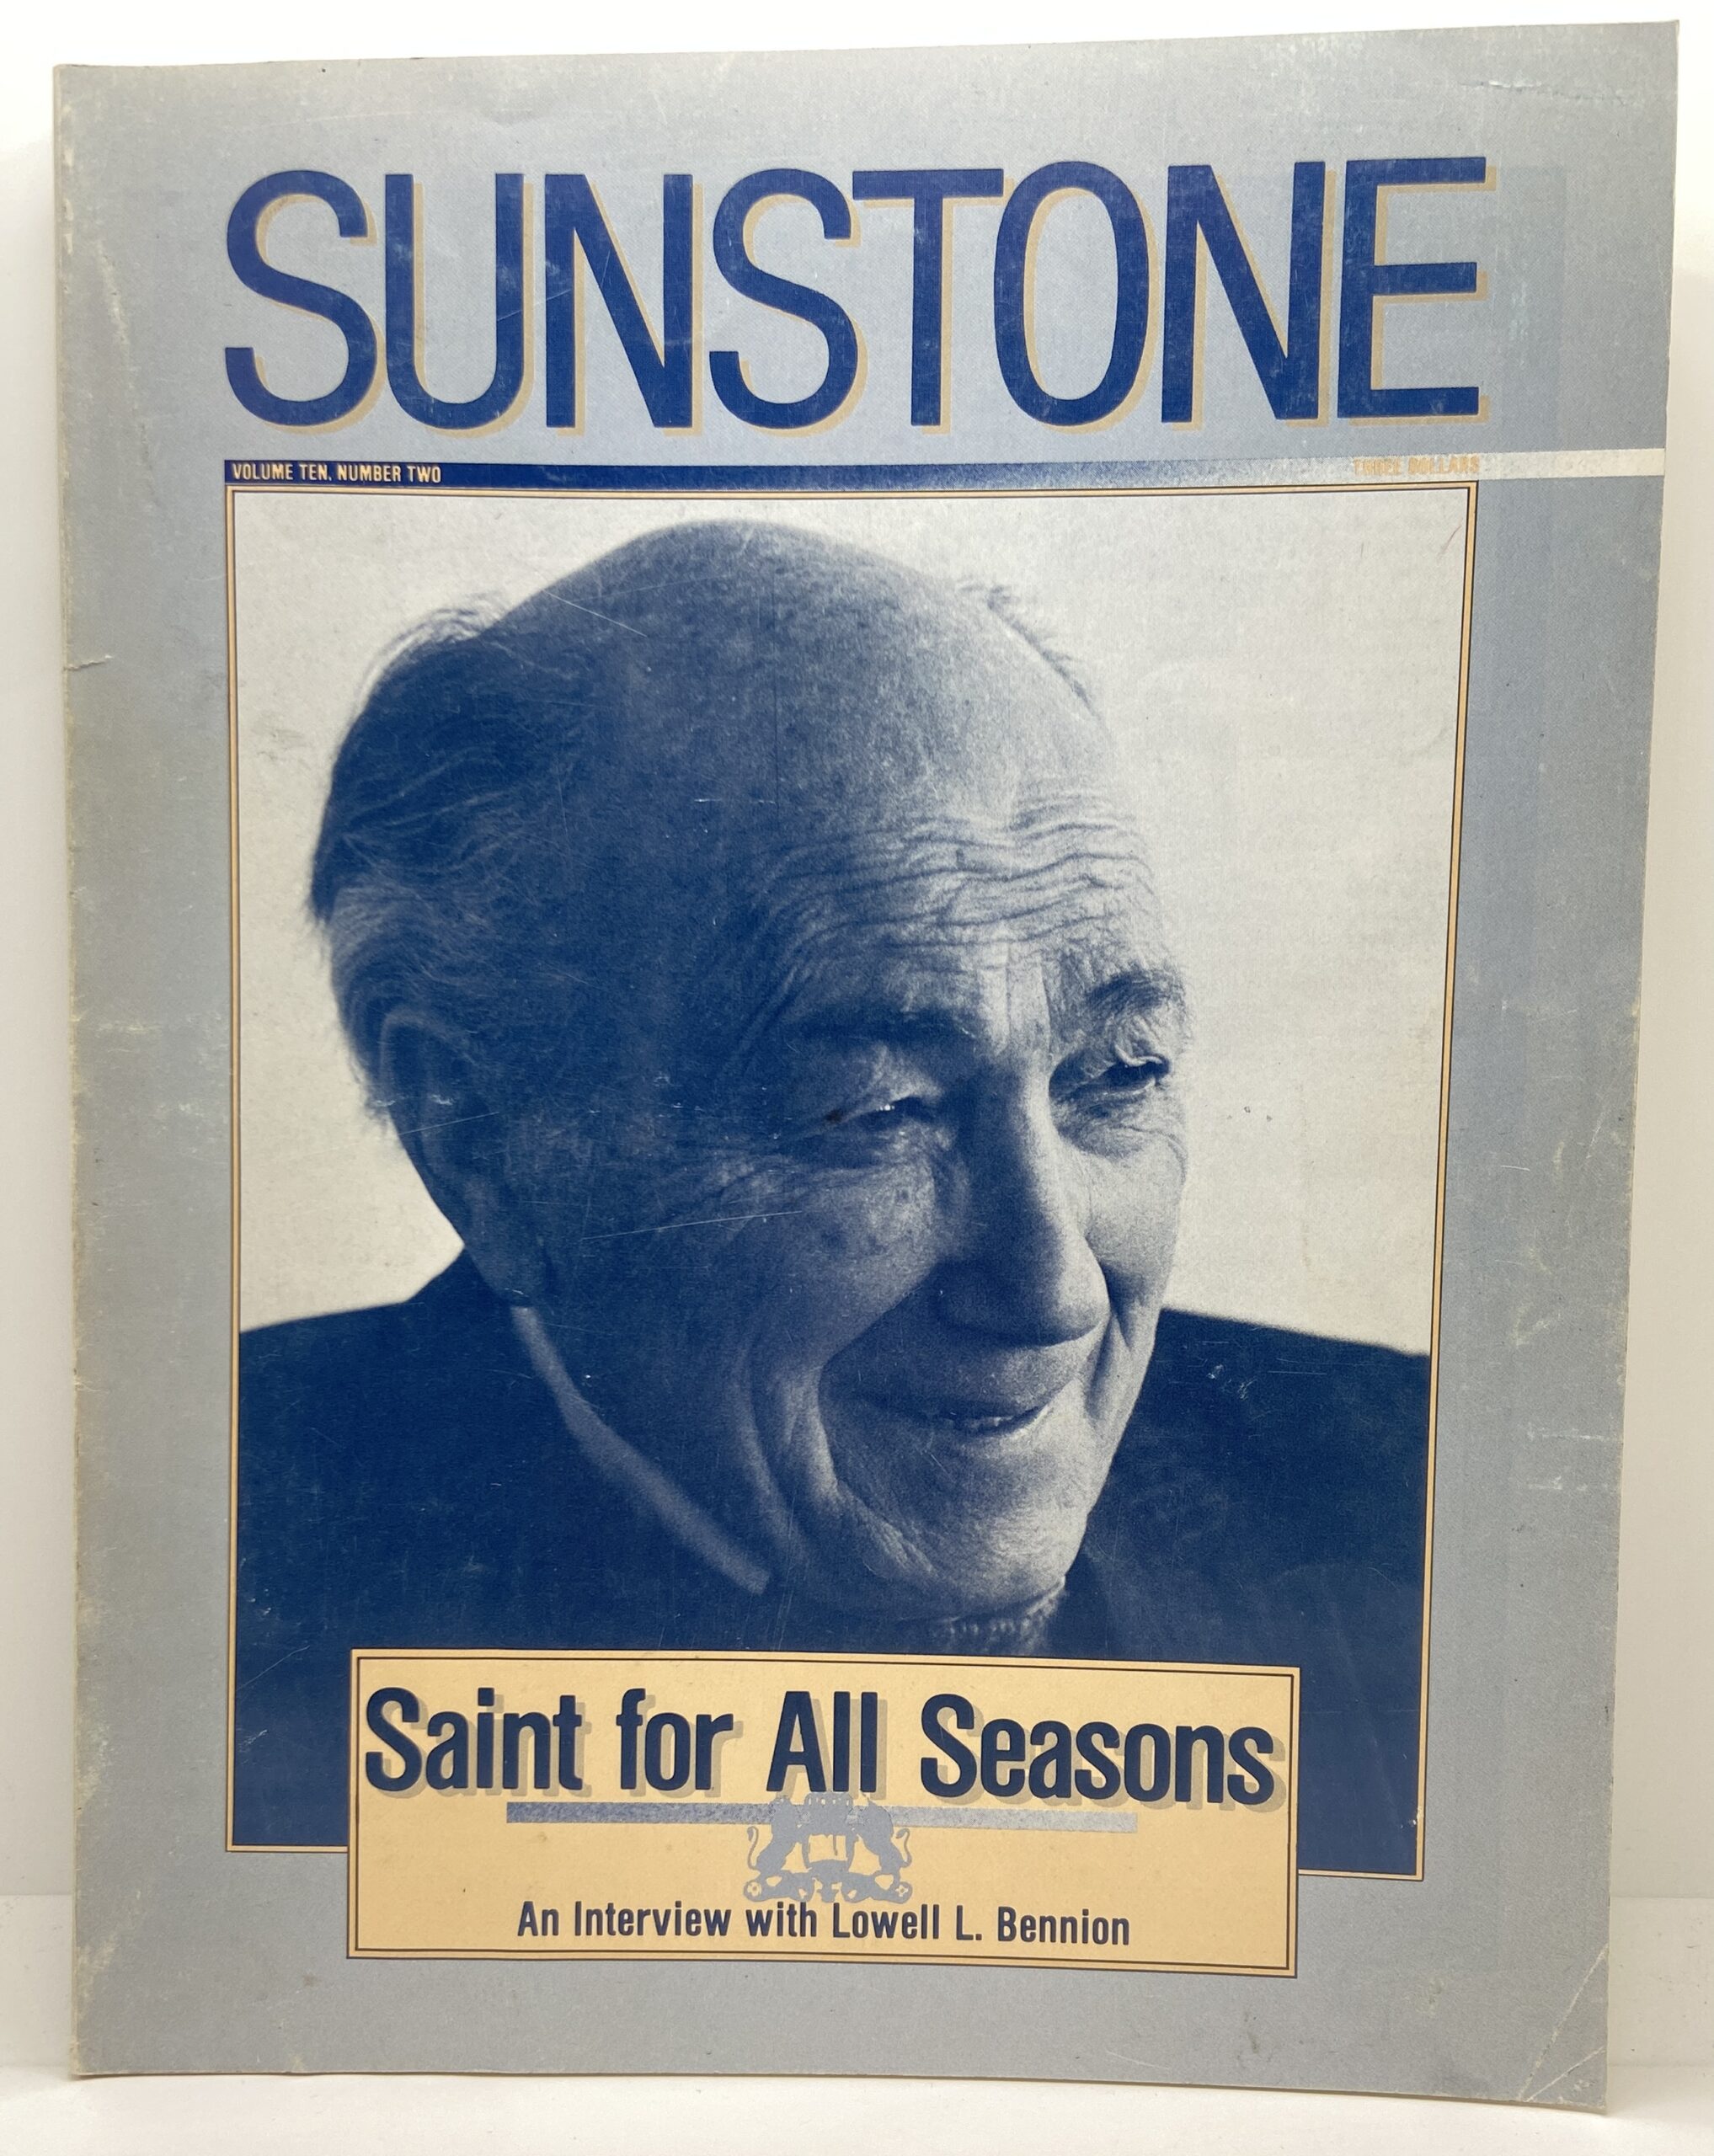 SUNSTONE
VOLUME TEN, NUMBER TWO
THREE DOLLARS
Saint for All Seasons
An Interview with Lowell L. Bennion